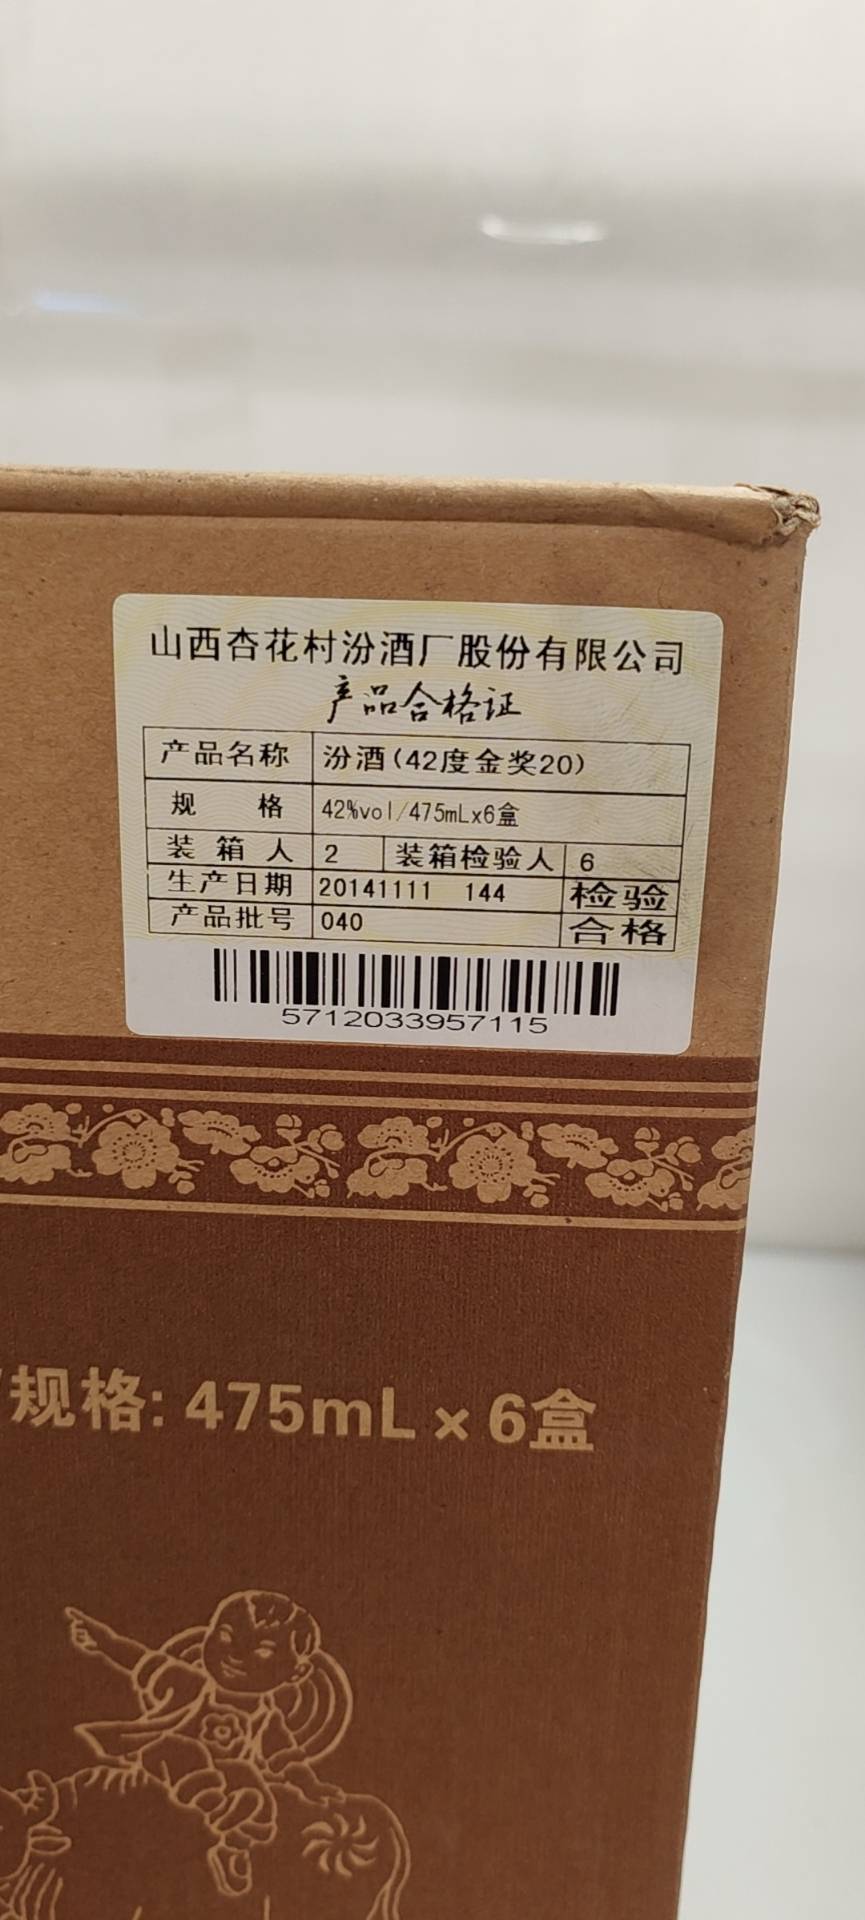 山西杏花村汾酒厂股份有限公司
产品合格证
产品名称 汾酒(42度金奖20)
规 格 42%vol/475mLx6盒
装 箱 人 2 装箱检验人 6
生产日期 20141111 144 检验
产品批号 040 合格
5712033957115
规格: 475mL×6盒